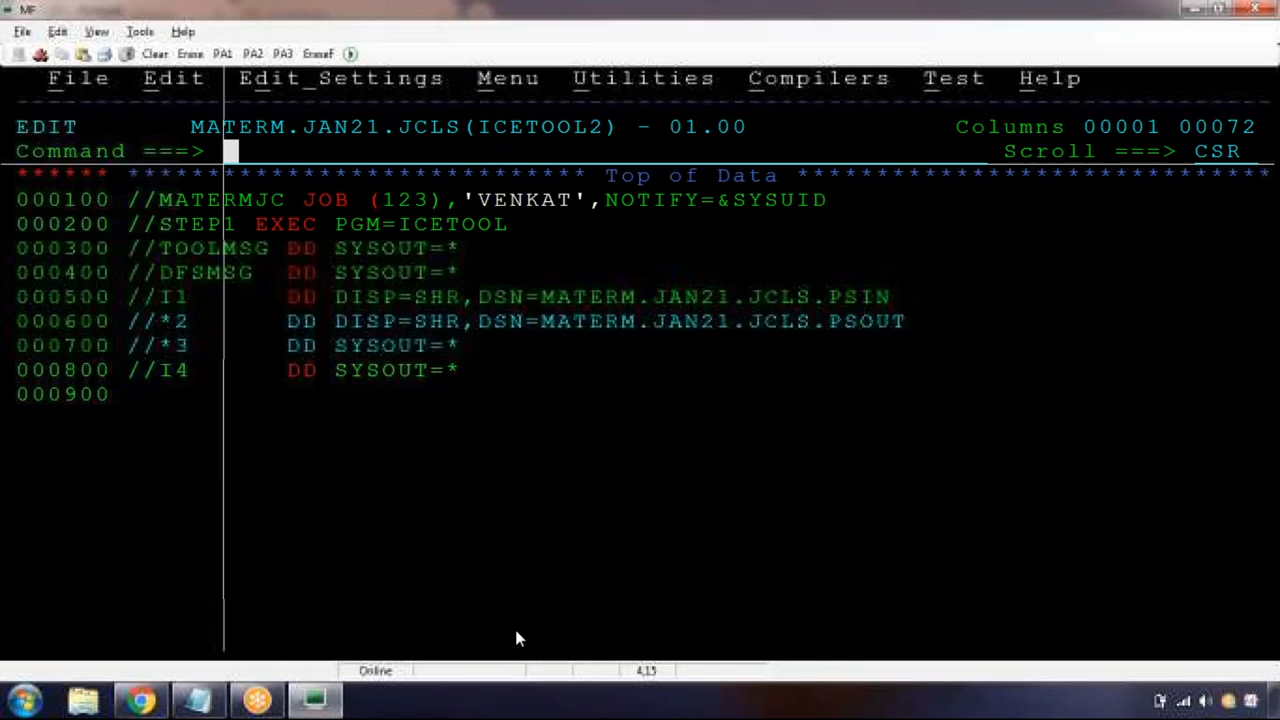 MF
File Edit View Tools Help
Clear Erase PA1 PA2 PA3 EraseF
File Edit Edit_Settings Menu Utilities Compilers Test Help
EDIT MATERM.JAN21.JCLS(ICETOOL2) - 01.00 Columns 00001 00072
Command ===> Scroll ===> CSR
****** ***************************** Top of Data ******************************
000100 //MATERMJC JOB (123),'VENKAT',NOTIFY=&SYSUID
000200 //STEP1 EXEC PGM=ICETOOL
000300 //TOOLMSG DD SYSOUT=*
000400 //DFSMSG DD SYSOUT=*
000500 //I1 DD DISP=SHR,DSN=MATERM.JAN21.JCLS.PSIN
000600 //*2 DD DISP=SHR,DSN=MATERM.JAN21.JCLS.PSOUT
000700 //*3 DD SYSOUT=*
000800 //I4 DD SYSOUT=*
000900
Online 4,15